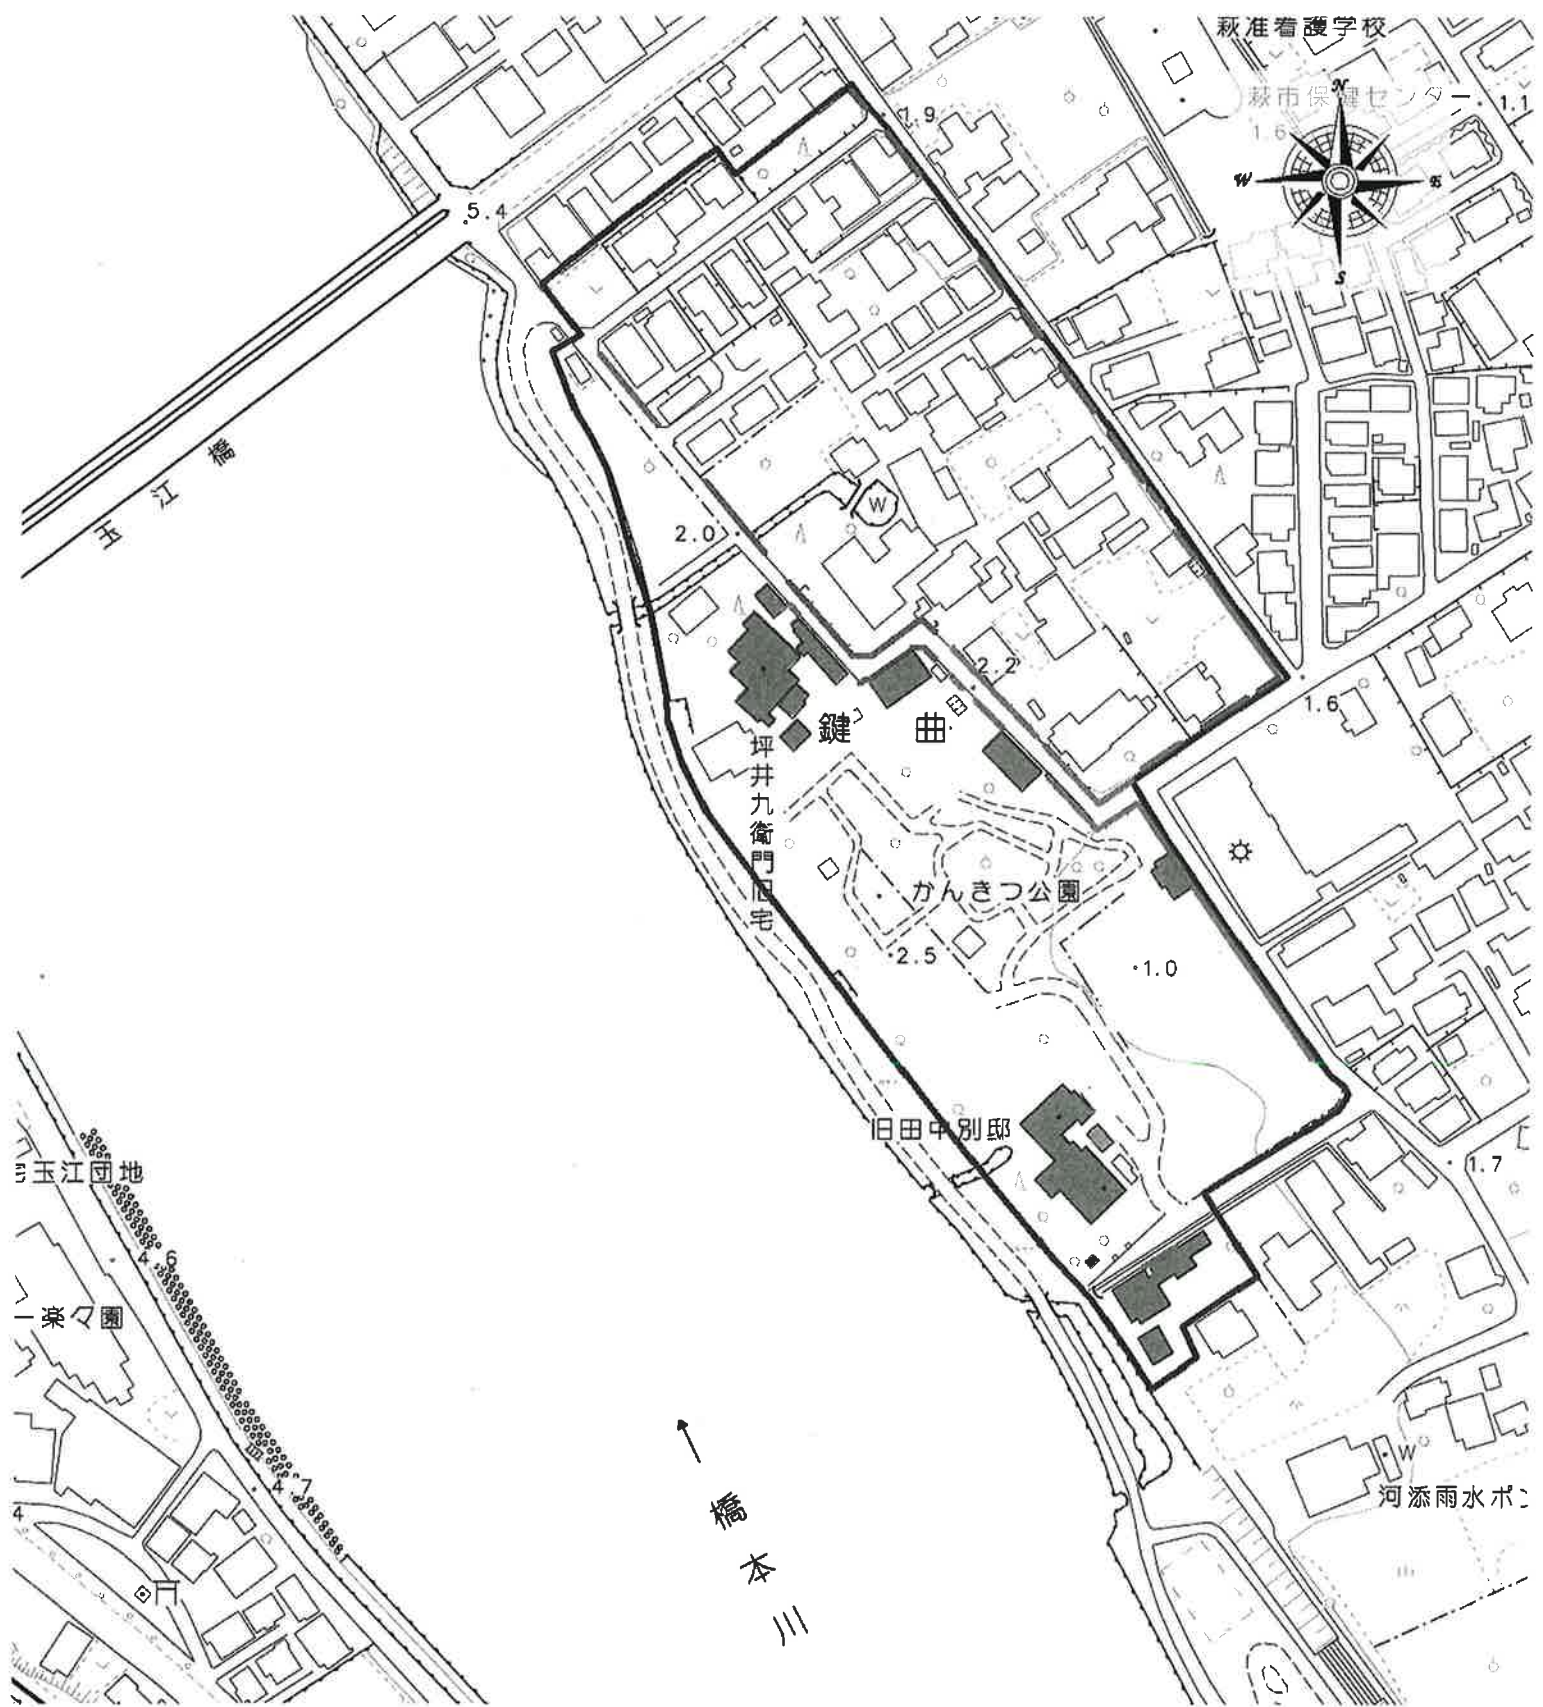 萩准看護学校
萩市保健センター
1.1
1.6
N
W
E
S
1.9
5.4
玉江橋
W
2.0
2.2
1.6
鍵曲
坪井九衛門旧宅
かんきつ公園
2.5
1.0
旧田中別邸
1.7
玉江団地
4.6
一楽々園
4.7
4
W
河添雨水ポン
橋本川